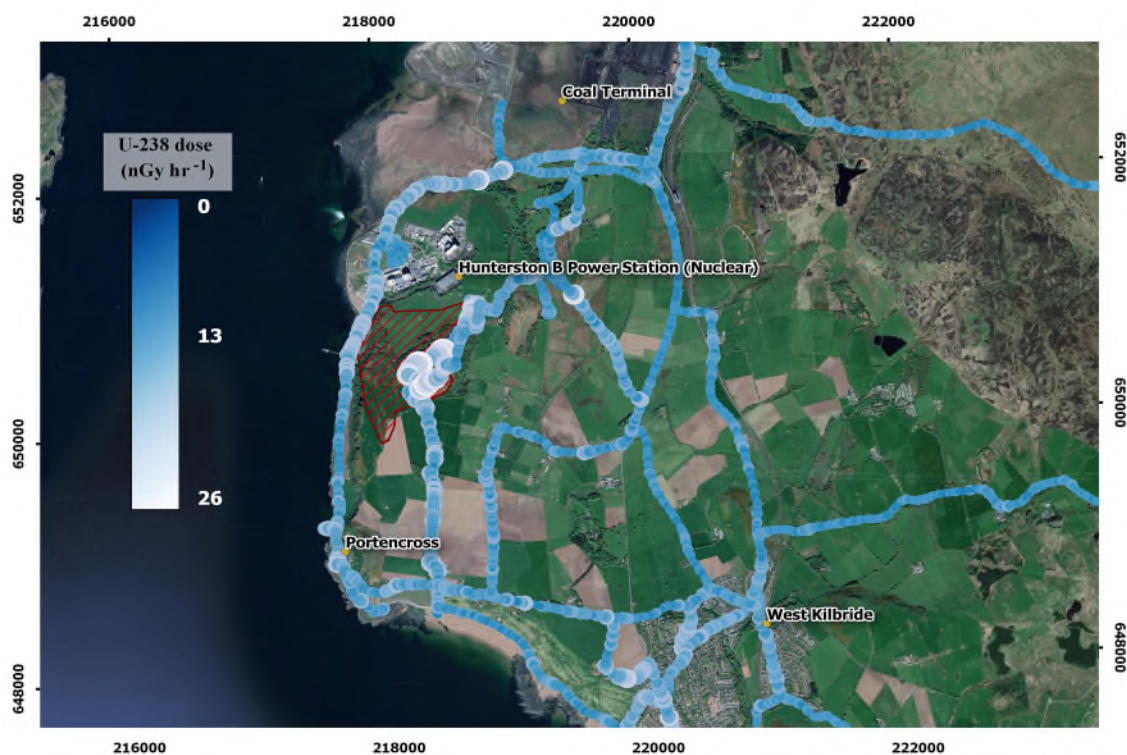 216000 218000 220000 222000
Coal Terminal
U-238 dose
(nGy hr -1)
0
652000
652000
Hunterston B Power Station (Nuclear)
13
650000
650000
26
Portencross
West Kilbride
648000
648000
216000 218000 220000 222000